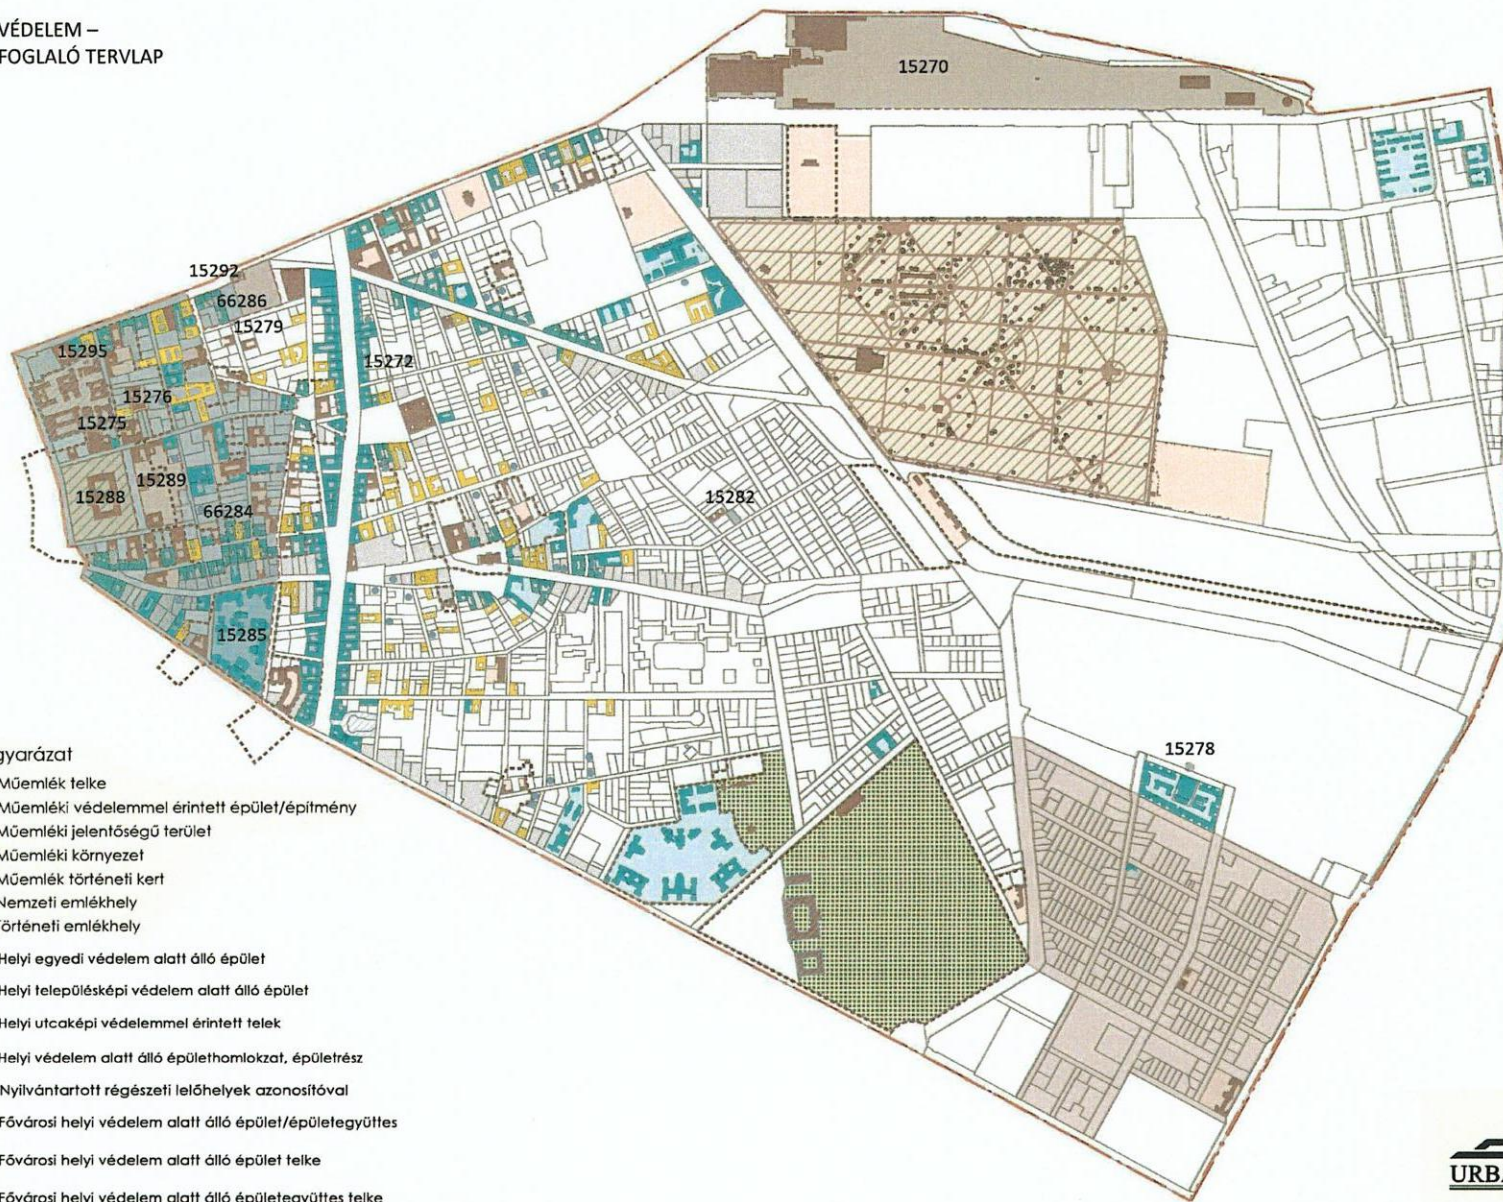 VÉDELEM –
FOGLALÓ TERVLAP
15270
15292
66286
15279
15295
15272
15276
15275
15289
15288
15282
66284
15285
15278
gyarázat
Műemlék telke
Műemléki védelemmel érintett épület/építmény
Műemléki jelentőségű terület
Műemléki környezet
Műemlék történeti kert
Nemzeti emlékhely
Történeti emlékhely
Helyi egyedi védelem alatt álló épület
Helyi településképi védelem alatt álló épület
Helyi utcaképi védelemmel érintett telek
Helyi védelem alatt álló épülethomlokzat, épületrész
Nyilvántartott régészeti lelőhelyek azonosítóval
Fővárosi helyi védelem alatt álló épület/épületegyüttes
Fővárosi helyi védelem alatt álló épület telke
Fővárosi helyi védelem alatt álló épületegyüttes telke
URB